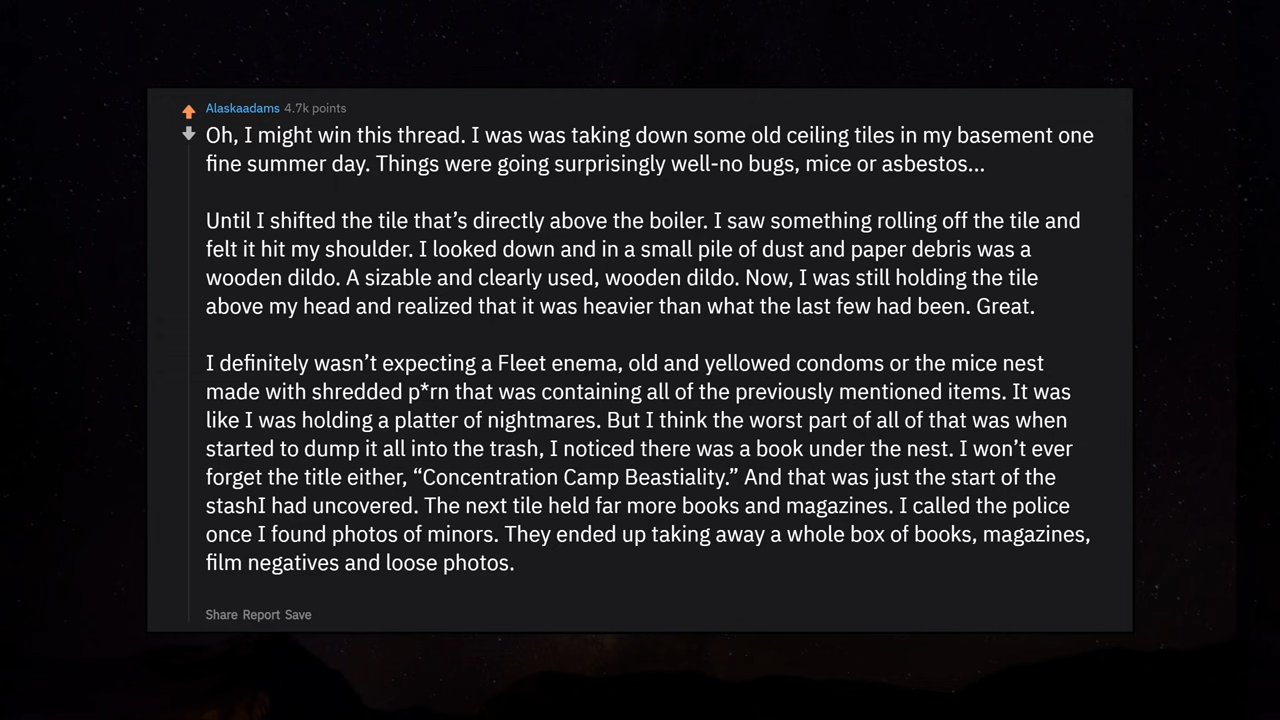 Alaskaadams 4.7k points
Oh, I might win this thread. I was was taking down some old ceiling tiles in my basement one
fine summer day. Things were going surprisingly well-no bugs, mice or asbestos...
Until I shifted the tile that's directly above the boiler. I saw something rolling off the tile and
felt it hit my shoulder. I looked down and in a small pile of dust and paper debris was a
wooden dildo. A sizable and clearly used, wooden dildo. Now, I was still holding the tile
above my head and realized that it was heavier than what the last few had been. Great.
I definitely wasn't expecting a Fleet enema, old and yellowed condoms or the mice nest
made with shredded p*rn that was containing all of the previously mentioned items. It was
like I was holding a platter of nightmares. But I think the worst part of all of that was when
started to dump it all into the trash, I noticed there was a book under the nest. I won't ever
forget the title either, “Concentration Camp Beastiality.” And that was just the start of the
stashI had uncovered. The next tile held far more books and magazines. I called the police
once I found photos of minors. They ended up taking away a whole box of books, magazines,
film negatives and loose photos.
Share Report Save